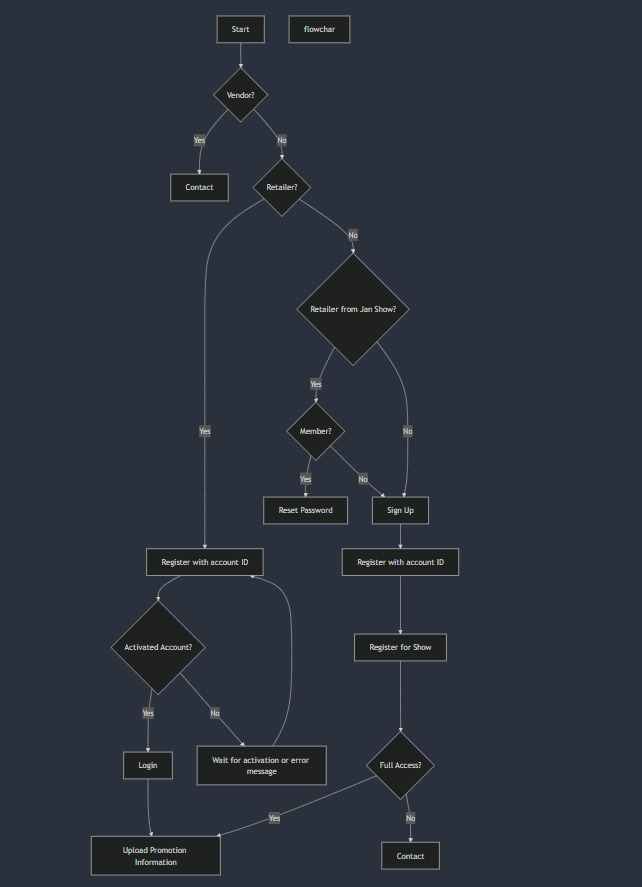 Start
flowchar
Vendor?
Yes
No
Contact
Retailer?
No
Retailer from Jan Show?
Yes
Yes
Member?
No
Yes
No
Reset Password
Sign Up
Register with account ID
Register with account ID
Activated Account?
Register for Show
Yes
No
Login
Wait for activation or error
message
Full Access?
Yes
No
Upload Promotion
Information
Contact